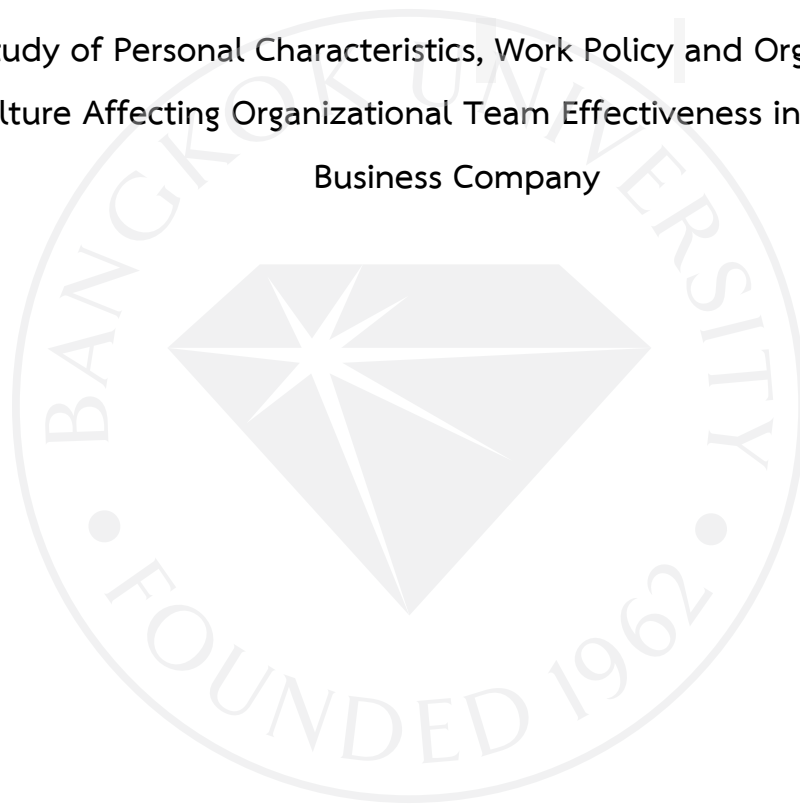 tudy of Personal Characteristics, Work Policy and Org
lture Affecting Organizational Team Effectiveness in
Business Company
BANGKOK UNIVERSITY
FOUNDED 1962